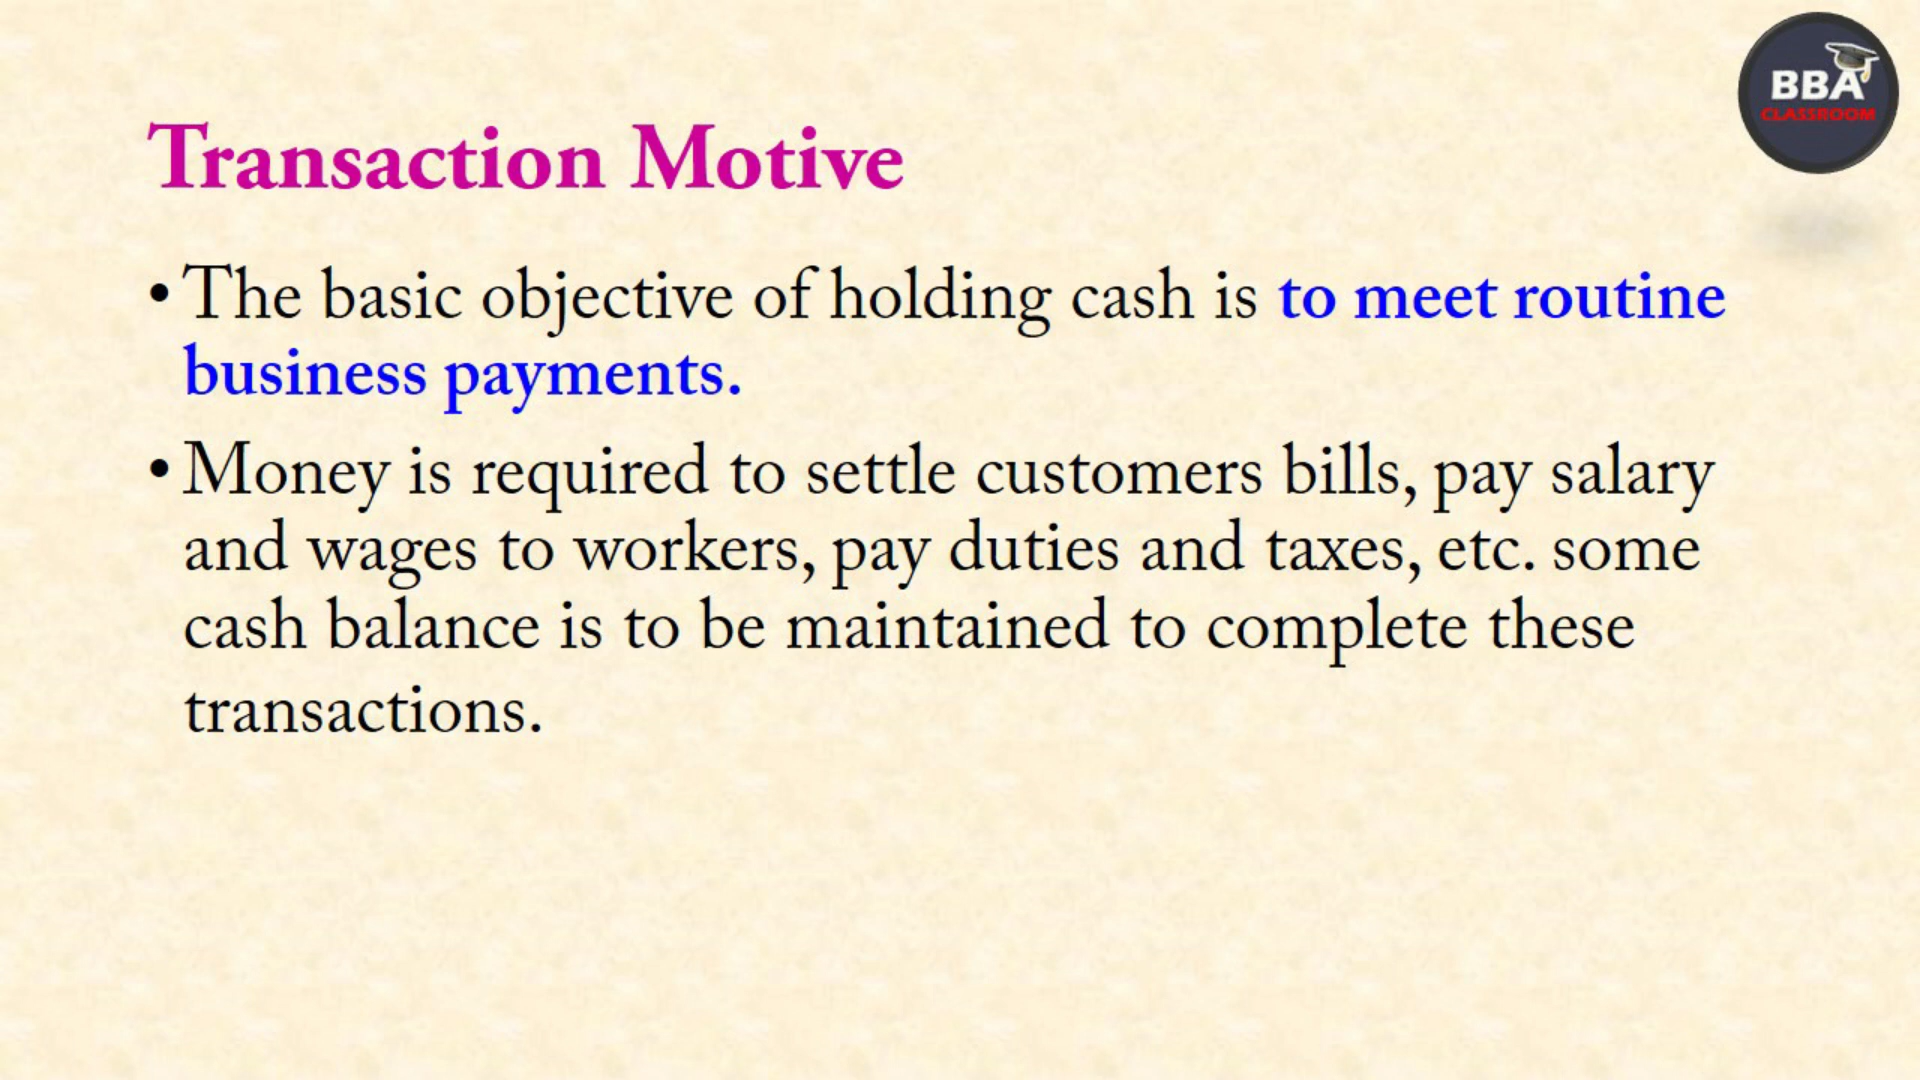 BBA
CLASSROOM
Transaction Motive
• The basic objective of holding cash is to meet routine
business payments.
• Money is required to settle customers bills, pay salary
and wages to workers, pay duties and taxes, etc. some
cash balance is to be maintained to complete these
transactions.